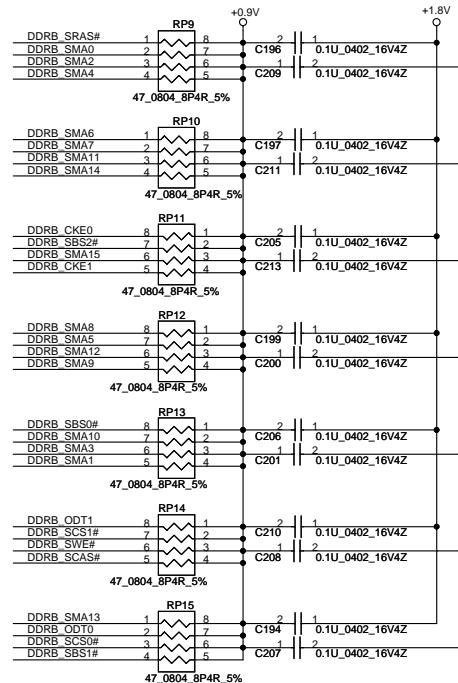 +0.9V +1.8V
RP9
DDRB_SRAS# 1 8 2 1
DDRB_SMA0 2 7 C196 0.1U_0402_16V4Z
DDRB_SMA2 3 6 1 2
DDRB_SMA4 4 5 C209 0.1U_0402_16V4Z
47_0804_8P4R_5%
RP10
DDRB_SMA6 1 8 2 1
DDRB_SMA7 2 7 C197 0.1U_0402_16V4Z
DDRB_SMA11 3 6 1 2
DDRB_SMA14 4 5 C211 0.1U_0402_16V4Z
47_0804_8P4R_5%
RP11
DDRB_CKE0 8 1 2 1
DDRB_SBS2# 7 2 C205 0.1U_0402_16V4Z
DDRB_SMA15 6 3 1 2
DDRB_CKE1 5 4 C213 0.1U_0402_16V4Z
47_0804_8P4R_5%
RP12
DDRB_SMA8 8 1 2 1
DDRB_SMA5 7 2 C199 0.1U_0402_16V4Z
DDRB_SMA12 6 3 1 2
DDRB_SMA9 5 4 C200 0.1U_0402_16V4Z
47_0804_8P4R_5%
RP13
DDRB_SBS0# 8 1 2 1
DDRB_SMA10 7 2 C206 0.1U_0402_16V4Z
DDRB_SMA3 6 3 1 2
DDRB_SMA1 5 4 C201 0.1U_0402_16V4Z
47_0804_8P4R_5%
RP14
DDRB_ODT1 8 1 2 1
DDRB_SCS1# 7 2 C210 0.1U_0402_16V4Z
DDRB_SWE# 6 3 1 2
DDRB_SCAS# 5 4 C208 0.1U_0402_16V4Z
47_0804_8P4R_5%
RP15
DDRB_SMA13 1 8 2 1
DDRB_ODT0 2 7 C194 0.1U_0402_16V4Z
DDRB_SCS0# 3 6 1 2
DDRB_SBS1# 4 5 C207 0.1U_0402_16V4Z
47_0804_8P4R_5%